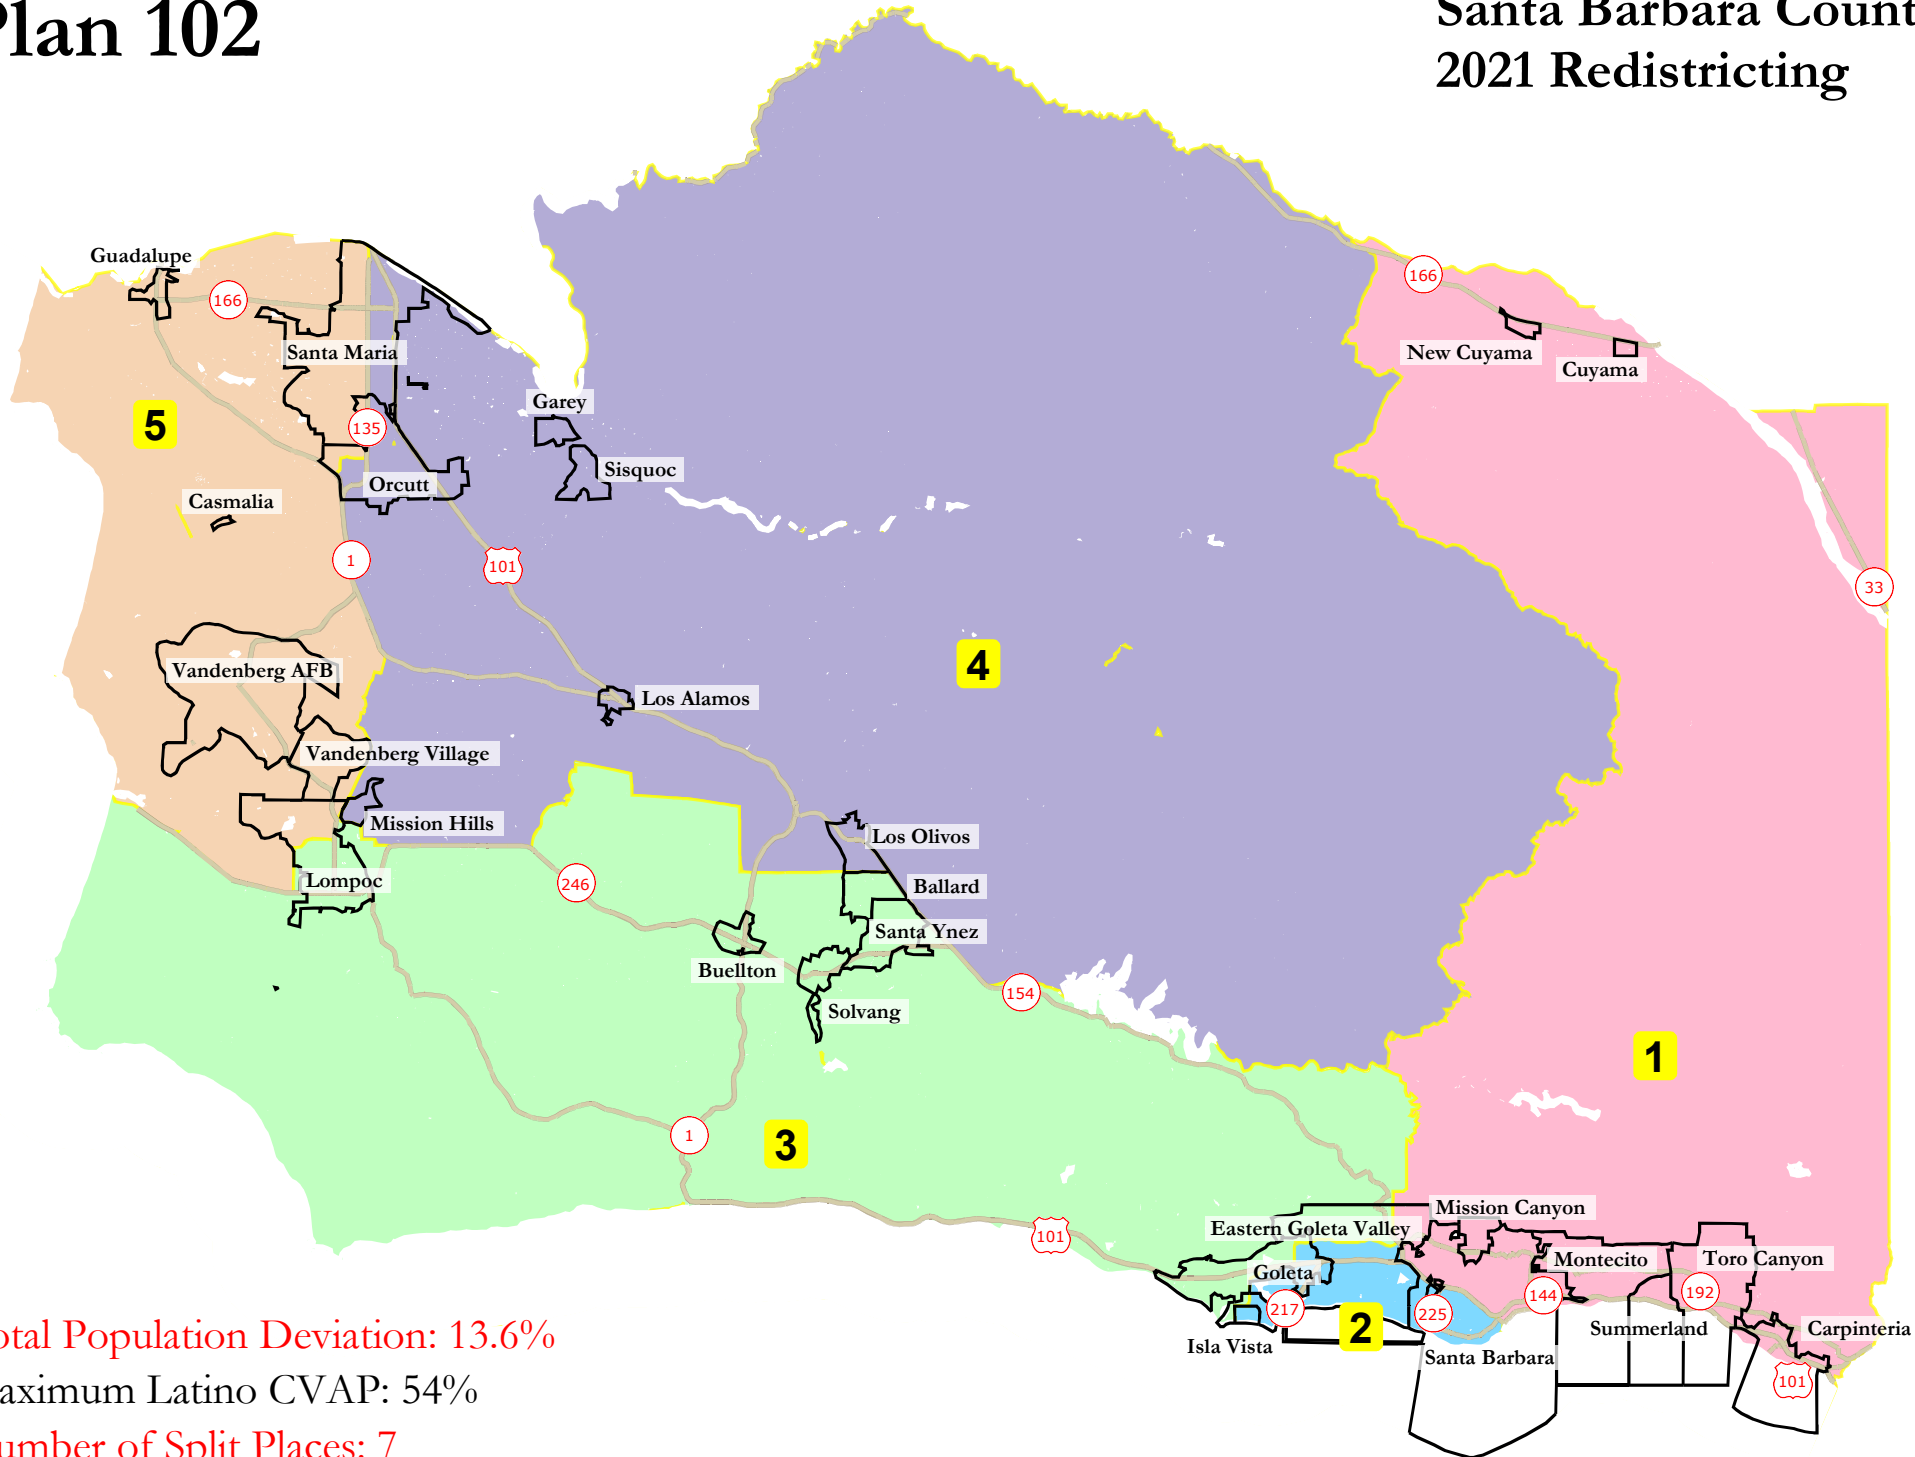 Plan 102
Santa Barbara Count
2021 Redistricting
Guadalupe
166
166
Santa Maria
New Cuyama
Cuyama
Garey
5
135
Sisquoc
Orcutt
Casmalia
1
101
33
4
Vandenberg AFB
Los Alamos
Vandenberg Village
Mission Hills
Los Olivos
Lompoc
246
Ballard
Santa Ynez
Buellton
154
Solvang
1
1
3
Mission Canyon
Eastern Goleta Valley
101
Montecito
Toro Canyon
Goleta
217
144
192
225
2
Summerland
Carpinteria
Isla Vista
Santa Barbara
101
otal Population Deviation: 13.6%
aximum Latino CVAP: 54%
umber of Split Places: 7